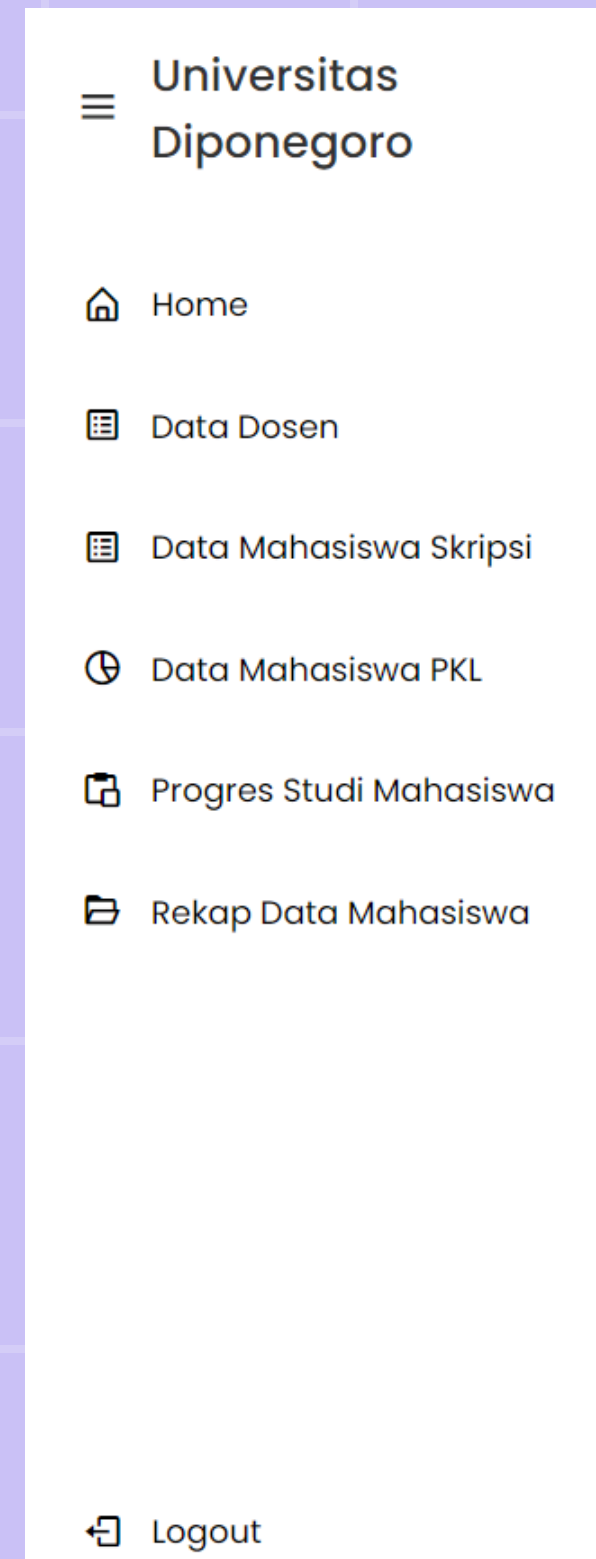 Universitas
Diponegoro
Home
Data Dosen
Data Mahasiswa Skripsi
Data Mahasiswa PKL
Progres Studi Mahasiswa
Rekap Data Mahasiswa
Logout